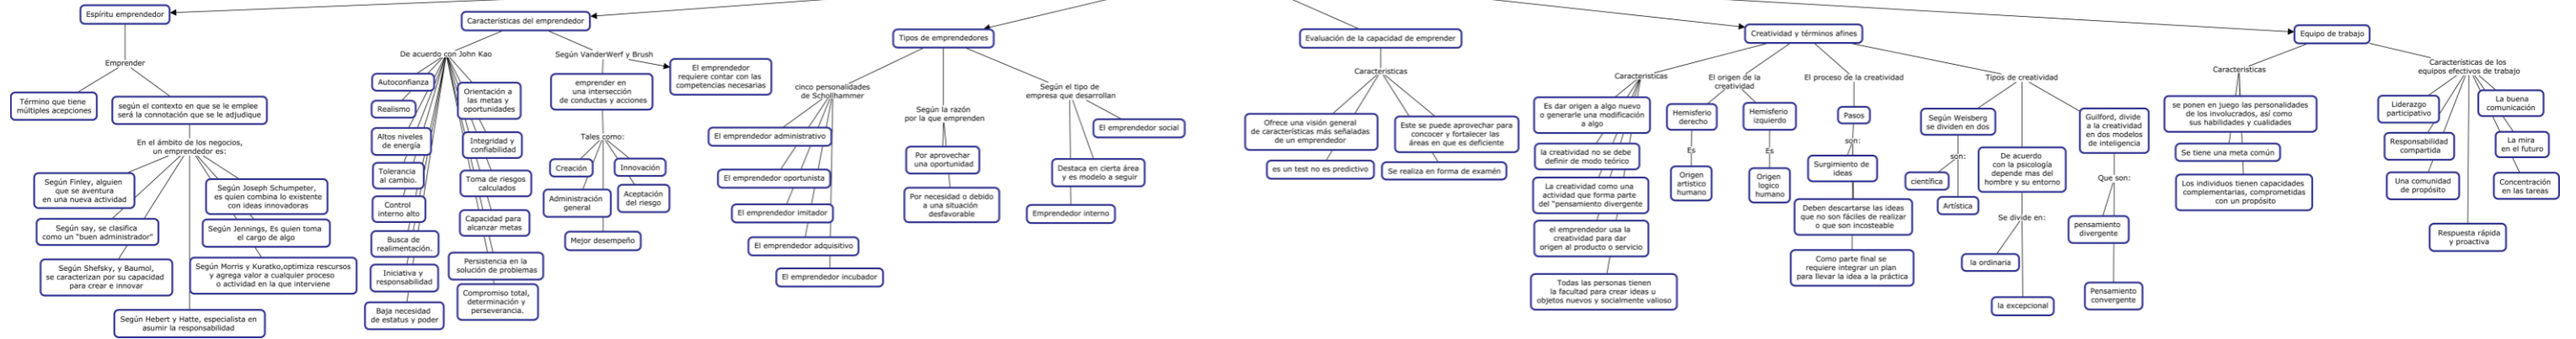 Espíritu emprendedor
Emprender
Término que tiene
múltiples acepciones
según el contexto en que se le emplee
será la connotación que se le adjudique
En el ámbito de los negocios,
un emprendedor es:
Según Finley, alguien
que se aventura
en una nueva actividad
Según Joseph Schumpeter,
es quien combina lo existente
con ideas innovadoras
Según say, se clasifica
como un "buen administrador"
Según Jennings, Es quien toma
el cargo de algo
Según Shefsky, y Baumol,
se caracterizan por su capacidad
para crear e innovar
Según Morris y Kuratko,optimiza rescursos
y agrega valor a cualquier proceso
o actividad en la que interviene
Según Hebert y Hatte, especialista en
asumir la responsabilidad
Características del emprendedor
De acuerdo con John Kao
Autoconfianza
Realismo
Altos niveles
de energía
Tolerancia
al cambio.
Control
interno alto
Busca de
realimentación.
Iniciativa y
responsabilidad
Baja necesidad
de estatus y poder
Orientación a
las metas y
oportunidades
Integridad y
confiabilidad
Toma de riesgos
calculados
Capacidad para
alcanzar metas
Persistencia en la
solución de problemas
Compromiso total,
determinación y
perseverancia.
Según VanderWerf y Brush
emprender en
una intersección
de conductas y acciones
El emprendedor
requiere contar con las
competencias necesarias
Tales como:
Creación
Innovación
Administración
general
Aceptación
del riesgo
Mejor desempeño
Tipos de emprendedores
cinco personalidades
de Schollhammer
El emprendedor administrativo
El emprendedor oportunista
El emprendedor imitador
El emprendedor adquisitivo
El emprendedor incubador
Según la razón
por la que emprenden
Por aprovechar
una oportunidad
Por necesidad o debido
a una situación
desfavorable
Según el tipo de
empresa que desarrollan
El emprendedor social
Destaca en cierta área
y es modelo a seguir
Emprendedor interno
Evaluación de la capacidad de emprender
Caracteristicas
Ofrece une visión general
de características más señaladas
de un emprendedor
Este se puede aprovechar para
concocer y fortalecer las
áreas en que es deficiente
es un test no es predictivo
Se realiza en forma de examén
Creatividad y términos afines
Caracteristicas
Es dar origen a algo nuevo
o generarle una modificación
a algo
la creatividad no se debe
definir de modo teórico
La creatividad como una
actividad que forma parte
del "pensamiento divergente
el emprendedor usa la
creatividad para dar
origen al producto o servicio
Todas las personas tienen
la facultad para crear ideas u
objetos nuevos y socialmente valioso
El origen de la
creatividad
Hemisferio
derecho
Es
Origen
artistico
humano
Hemisferio
izquierdo
Es
Origen
logico
humano
El proceso de la creatividad
Pasos
son:
Surgimiento de
ideas
Deben descartarse las ideas
que no son fáciles de realizar
o que son incosteable
Como parte final se
requiere integrar un plan
para llevar la idea a la práctica
Tipos de creatividad
Según Weisberg
se dividen en dos
son:
científica
Artística
De acuerdo
con la psicología
depende mas del
hombre y su entorno
Se divide en:
la ordinaria
la excepcional
Guilford, divide
a la creatividad
en dos modelos
de inteligencia
Que son:
pensamiento
divergente
Pensamiento
convergente
Equipo de trabajo
Caracteristicas
se ponen en juego las personalidades
de los involucrados, así como
sus habilidades y cualidades
Se tiene una meta común
Los individuos tienen capacidades
complementarias, comprometidas
con un propósito
Características de los
equipos efectivos de trabajo
Liderazgo
participativo
Responsabilidad
compartida
Una comunidad
de propósito
La buena
comunicación
La mira
en el futuro
Concentración
en las tareas
Respuesta rápida
y proactiva